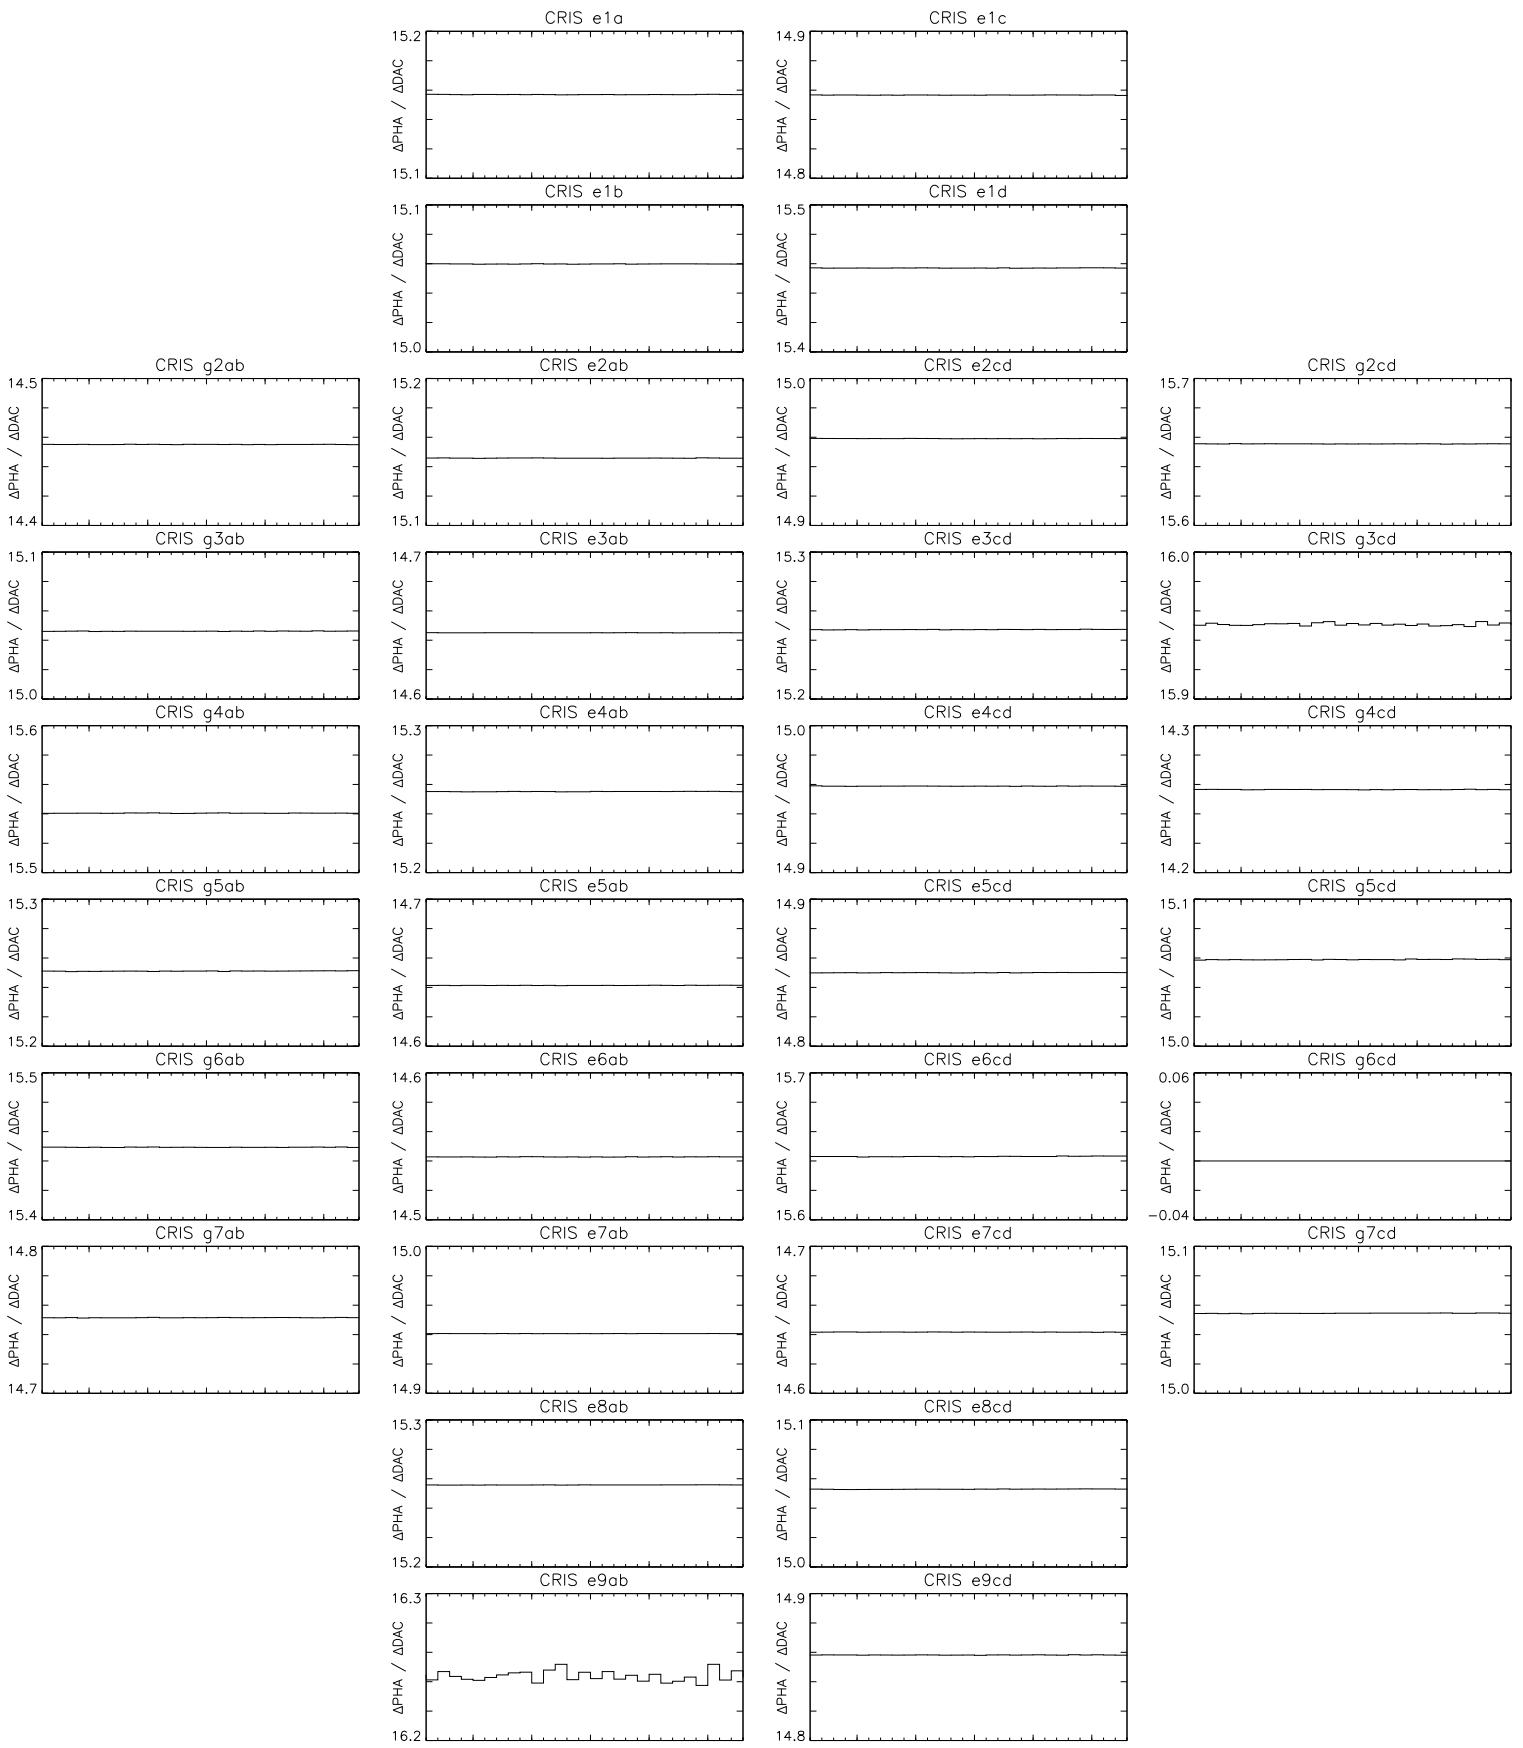 CRIS e1a
15.2
ΔPHA / ΔDAC
15.1
CRIS e1c
14.9
ΔPHA / ΔDAC
14.8
CRIS e1b
15.1
ΔPHA / ΔDAC
15.0
CRIS e1d
15.5
ΔPHA / ΔDAC
15.4
CRIS g2ab
14.5
ΔPHA / ΔDAC
14.4
CRIS e2ab
15.2
ΔPHA / ΔDAC
15.1
CRIS e2cd
15.0
ΔPHA / ΔDAC
14.9
CRIS g2cd
15.7
ΔPHA / ΔDAC
15.6
CRIS g3ab
15.1
ΔPHA / ΔDAC
15.0
CRIS e3ab
14.7
ΔPHA / ΔDAC
14.6
CRIS e3cd
15.3
ΔPHA / ΔDAC
15.2
CRIS g3cd
16.0
ΔPHA / ΔDAC
15.9
CRIS g4ab
15.6
ΔPHA / ΔDAC
15.5
CRIS e4ab
15.3
ΔPHA / ΔDAC
15.2
CRIS e4cd
15.0
ΔPHA / ΔDAC
14.9
CRIS g4cd
14.3
ΔPHA / ΔDAC
14.2
CRIS g5ab
15.3
ΔPHA / ΔDAC
15.2
CRIS e5ab
14.7
ΔPHA / ΔDAC
14.6
CRIS e5cd
14.9
ΔPHA / ΔDAC
14.8
CRIS g5cd
15.1
ΔPHA / ΔDAC
15.0
CRIS g6ab
15.5
ΔPHA / ΔDAC
15.4
CRIS e6ab
14.6
ΔPHA / ΔDAC
14.5
CRIS e6cd
15.7
ΔPHA / ΔDAC
15.6
CRIS g6cd
0.06
ΔPHA / ΔDAC
−0.04
CRIS g7ab
14.8
ΔPHA / ΔDAC
14.7
CRIS e7ab
15.0
ΔPHA / ΔDAC
14.9
CRIS e7cd
14.7
ΔPHA / ΔDAC
14.6
CRIS g7cd
15.1
ΔPHA / ΔDAC
15.0
CRIS e8ab
15.3
ΔPHA / ΔDAC
15.2
CRIS e8cd
15.1
ΔPHA / ΔDAC
15.0
CRIS e9ab
16.3
ΔPHA / ΔDAC
16.2
CRIS e9cd
14.9
ΔPHA / ΔDAC
14.8